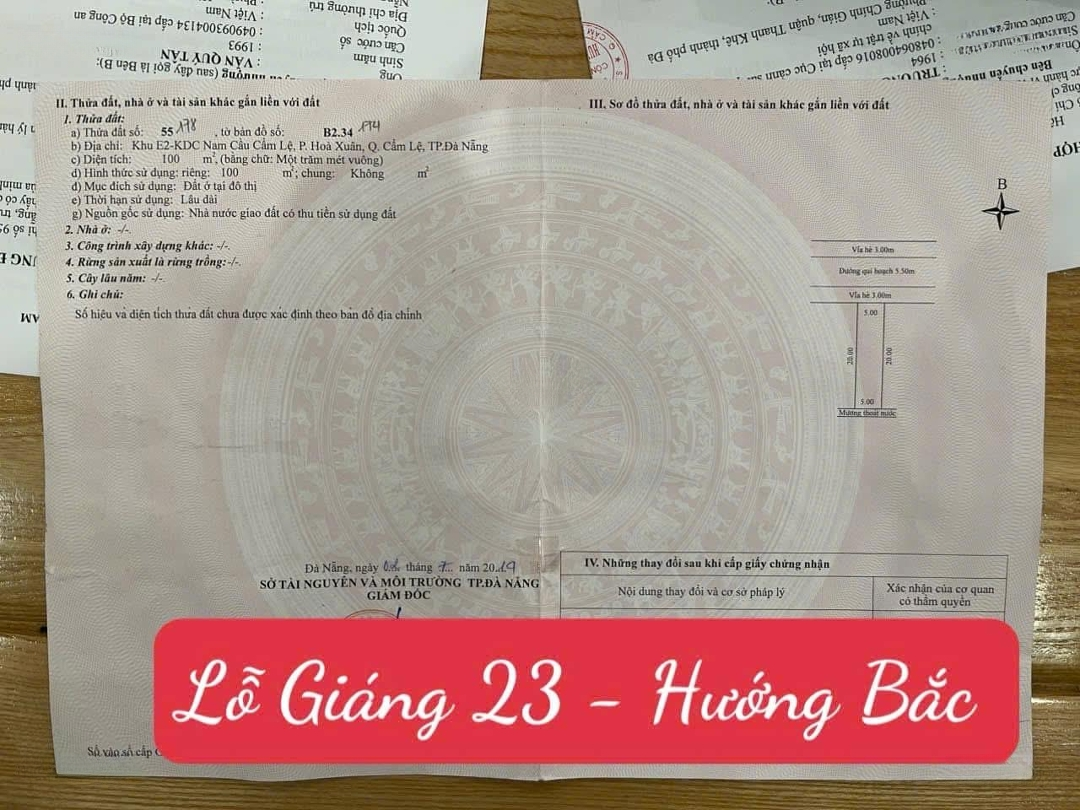 II. Thửa đất, nhà ở và tài sản khác gắn liền với đất
1. Thửa đất:
a) Thửa đất số: 55 178, tờ bản đồ số: B2.34 174
b) Địa chỉ: Khu E2-KDC Nam Cầu Cẩm Lệ, P. Hoà Xuân, Q. Cẩm Lệ, TP.Đà Nẵng
c) Diện tích: 100 m², (bằng chữ: Một trăm mét vuông)
d) Hình thức sử dụng: riêng: 100 m²; chung: Không m²
đ) Mục đích sử dụng: Đất ở tại đô thị
e) Thời hạn sử dụng: Lâu dài
g) Nguồn gốc sử dụng: Nhà nước giao đất có thu tiền sử dụng đất
2. Nhà ở: -/-.
3. Công trình xây dựng khác: -/-.
4. Rừng sản xuất là rừng trồng:-/-.
5. Cây lâu năm: -/-.
6. Ghi chú:
Số hiệu và diện tích thửa đất chưa được xác định theo bản đồ địa chính
Đà Nẵng, ngày tháng 7 năm 2019
SỞ TÀI NGUYÊN VÀ MÔI TRƯỜNG TP.ĐÀ NẴNG
GIÁM ĐỐC
Số vào sổ cấp
III. Sơ đồ thửa đất, nhà ở và tài sản khác gắn liền với đất
B
Vỉa hè 3.00m
Đường qui hoạch 5.50m
Vỉa hè 3.00m
5.00
20.00
20.00
5.00
Mương thoát nước
IV. Những thay đổi sau khi cấp giấy chứng nhận
Nội dung thay đổi và cơ sở pháp lý
Xác nhận của cơ quan
có thẩm quyền
Lỗ Giáng 23 - Hướng Bắc